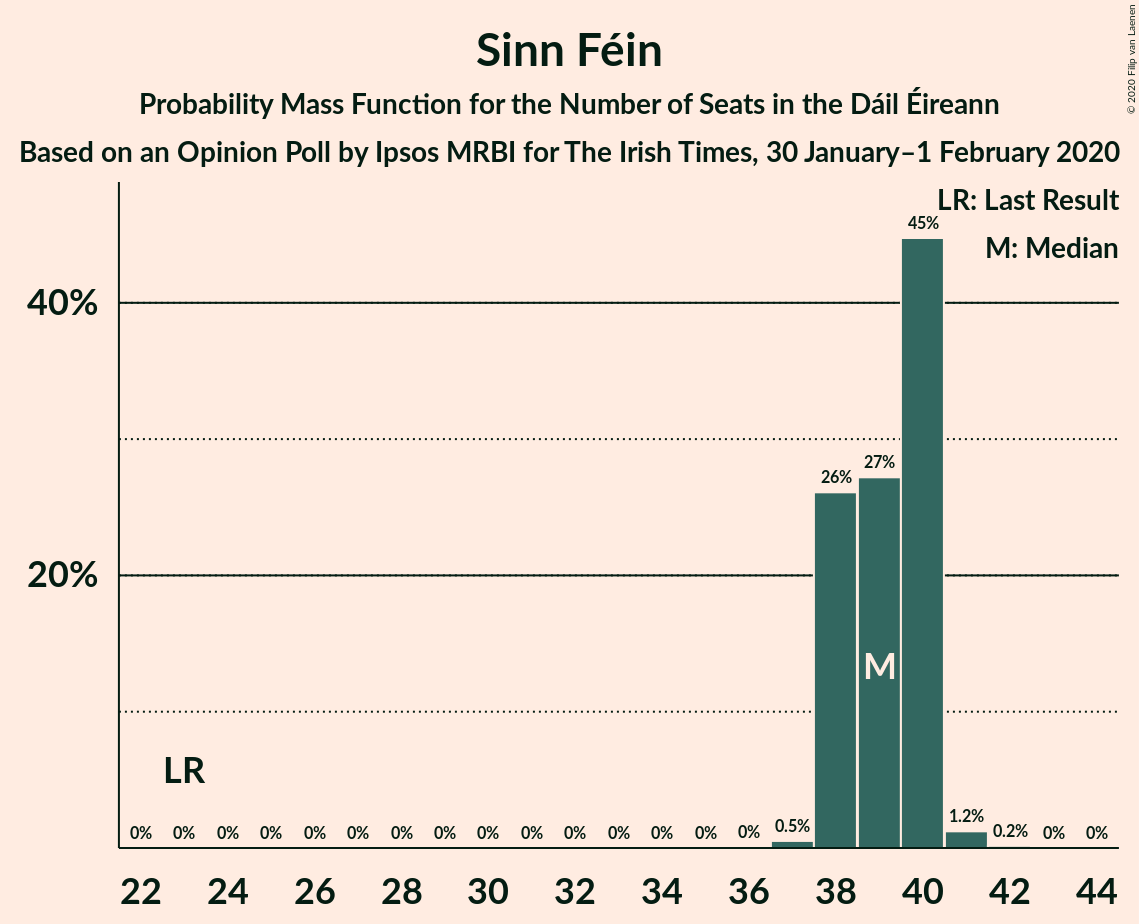 Sinn Féin
Probability Mass Function for the Number of Seats in the Dáil Éireann
Based on an Opinion Poll by Ipsos MRBI for The Irish Times, 30 January–1 February 2020
© 2020 Filip van Laenen
LR: Last Result
M: Median
45%
40%
27%
26%
20%
M
LR
0% 0% 0% 0% 0% 0% 0% 0% 0% 0% 0% 0% 0% 0% 0% 0.5% 1.2% 0.2% 0% 0%
22 24 26 28 30 32 34 36 38 40 42 44